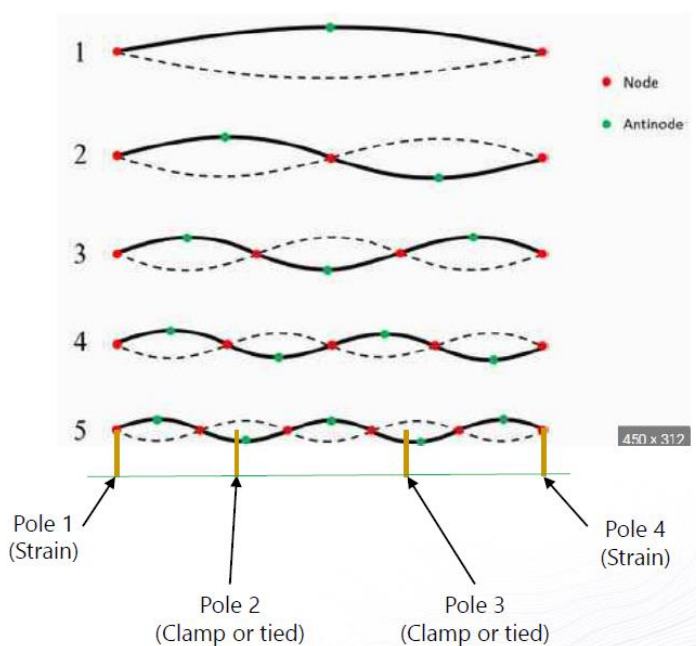 1
Node
Antinode
2
3
4
5
450 x 312
Pole 1
(Strain)
Pole 4
(Strain)
Pole 2
(Clamp or tied)
Pole 3
(Clamp or tied)